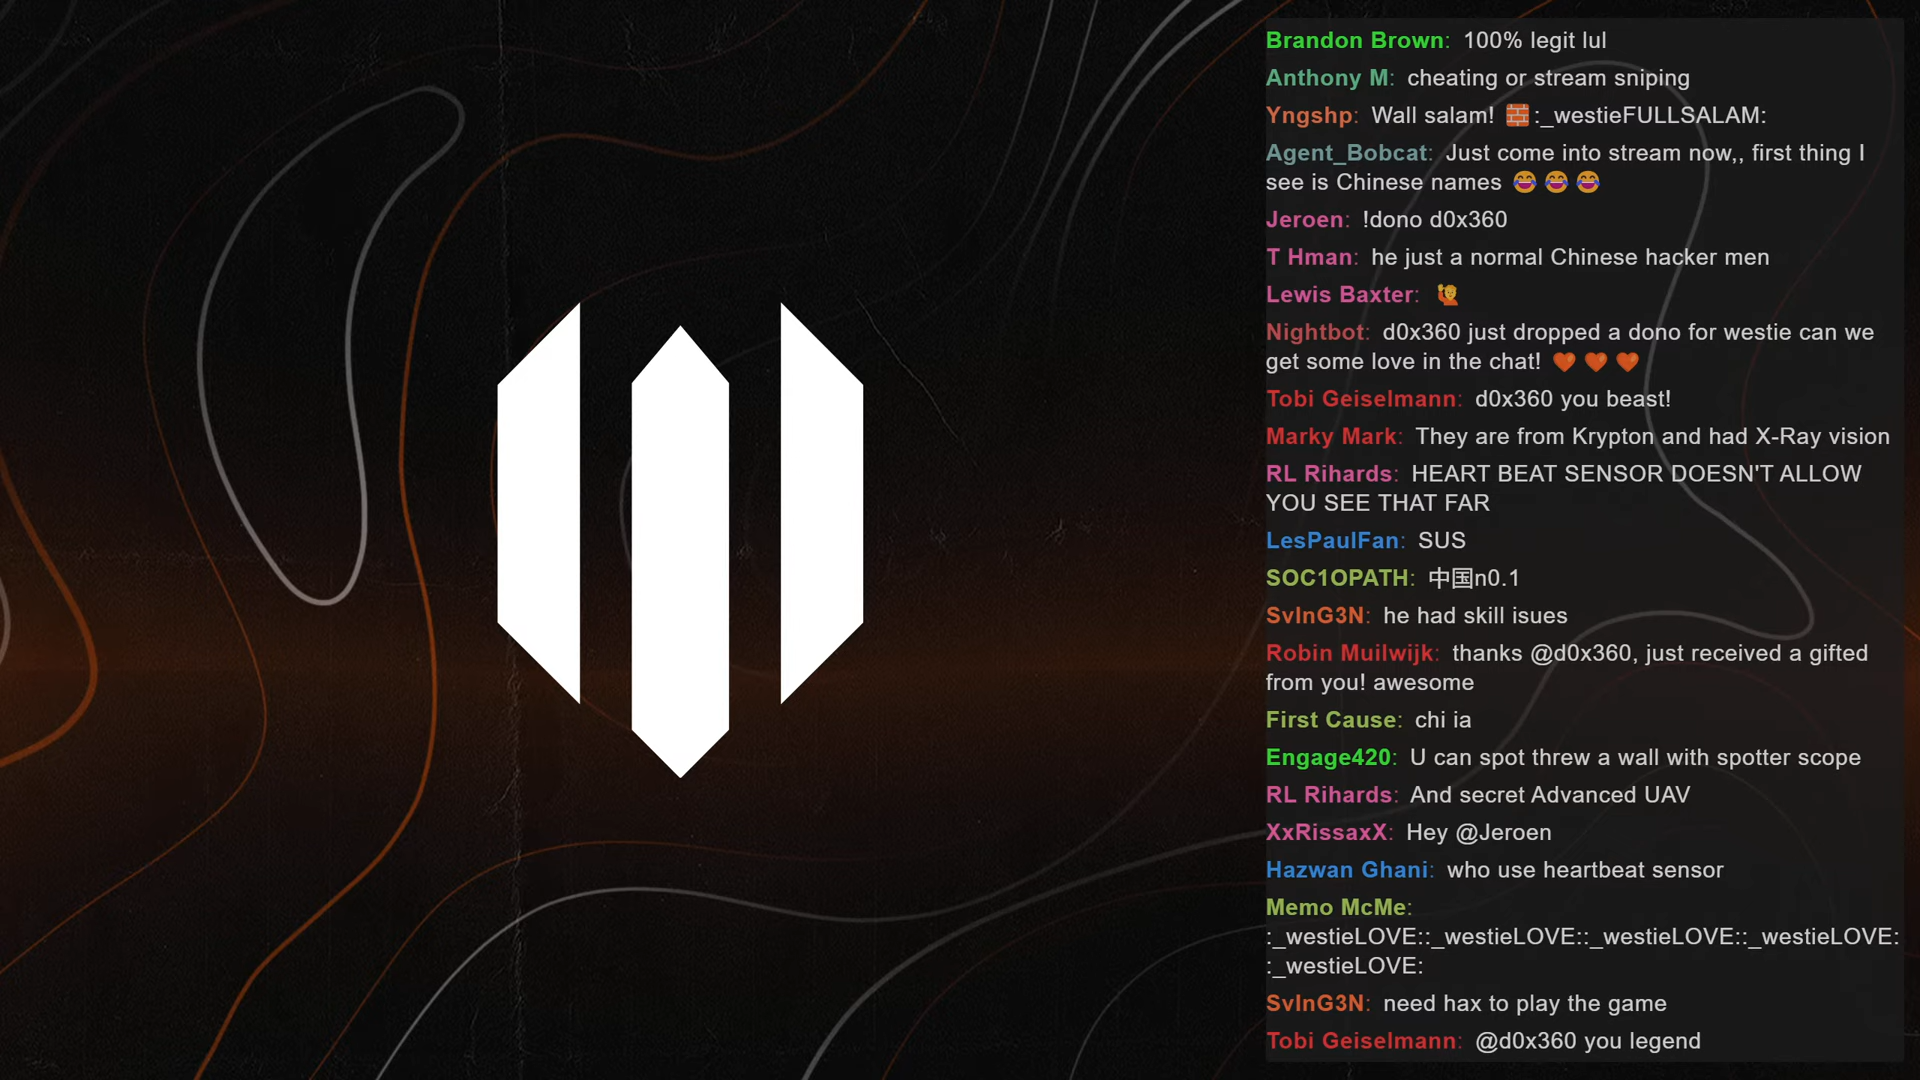 Brandon Brown: 100% legit lul
Anthony M: cheating or stream sniping
Yngshp: Wall salam! 🧱:_westieFULLSALAM:
Agent_Bobcat: Just come into stream now,, first thing I
see is Chinese names 😂 😂 😂
Jeroen: !dono d0x360
T Hman: he just a normal Chinese hacker men
Lewis Baxter: 🙋
Nightbot: d0x360 just dropped a dono for westie can we
get some love in the chat! ❤️ ❤️ ❤️
Tobi Geiselmann: d0x360 you beast!
Marky Mark: They are from Krypton and had X-Ray vision
RL Rihards: HEART BEAT SENSOR DOESN'T ALLOW
YOU SEE THAT FAR
LesPaulFan: SUS
SOC1OPATH: 中国n0.1
SvInG3N: he had skill isues
Robin Muilwijk: thanks @d0x360, just received a gifted
from you! awesome
First Cause: chi ia
Engage420: U can spot threw a wall with spotter scope
RL Rihards: And secret Advanced UAV
XxRissaxX: Hey @Jeroen
Hazwan Ghani: who use heartbeat sensor
Memo McMe:
:_westieLOVE::_westieLOVE::_westieLOVE::_westieLOVE:
:_westieLOVE:
SvInG3N: need hax to play the game
Tobi Geiselmann: @d0x360 you legend